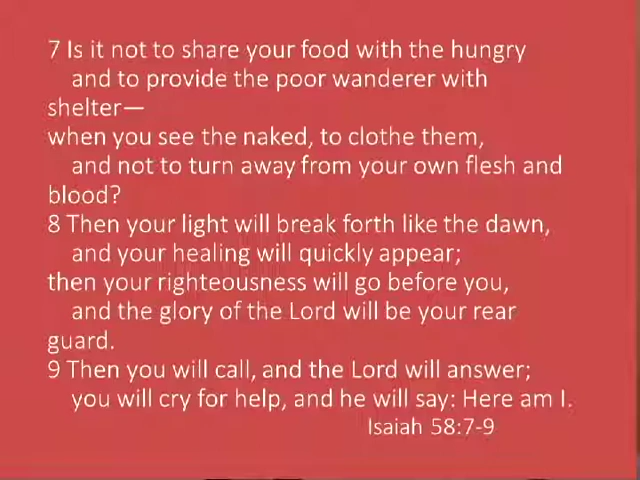 7 Is it not to share your food with the hungry
and to provide the poor wanderer with
shelter—
when you see the naked, to clothe them,
and not to turn away from your own flesh and
blood?
8 Then your light will break forth like the dawn,
and your healing will quickly appear;
then your righteousness will go before you,
and the glory of the Lord will be your rear
guard.
9 Then you will call, and the Lord will answer;
you will cry for help, and he will say: Here am I.
Isaiah 58:7-9